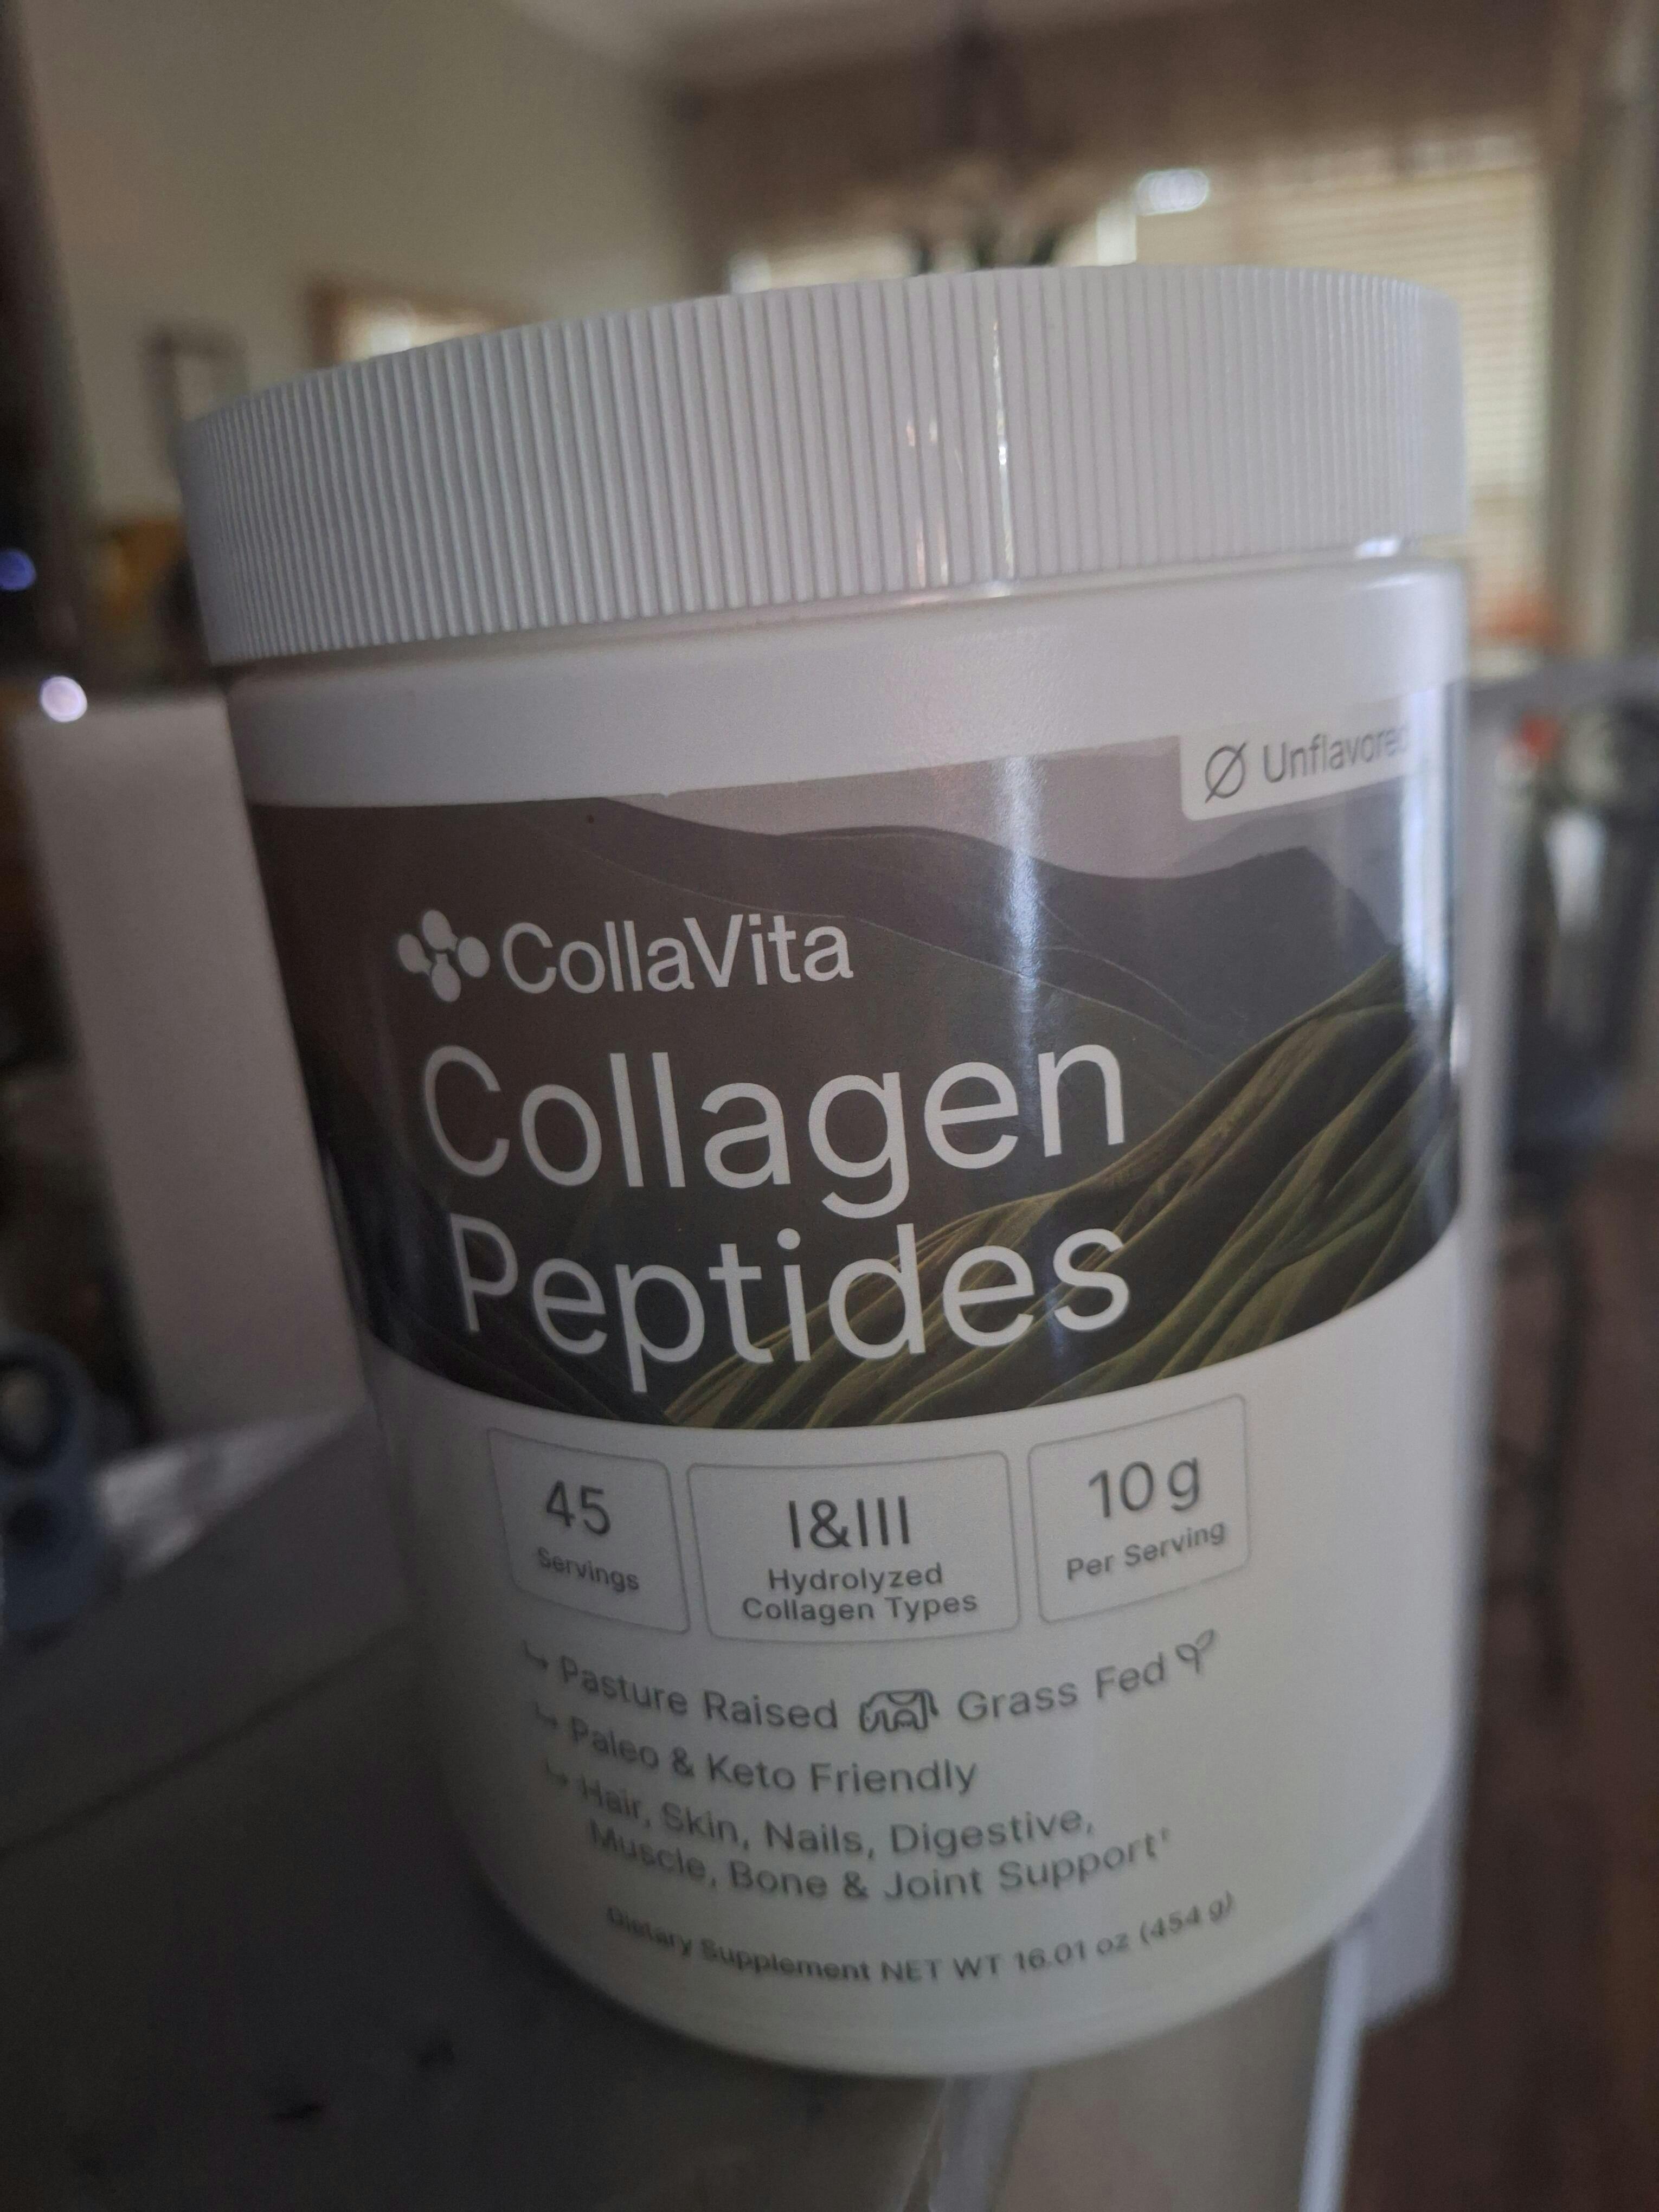 Ø Unflavored
CollaVita
Collagen
Peptides
45
Servings
I&III
Hydrolyzed
Collagen Types
10 g
Per Serving
↳ Pasture Raised Grass Fed
↳ Paleo & Keto Friendly
↳ Hair, Skin, Nails, Digestive,
Muscle, Bone & Joint Support†
Dietary Supplement NET WT 16.01 oz (454 g)